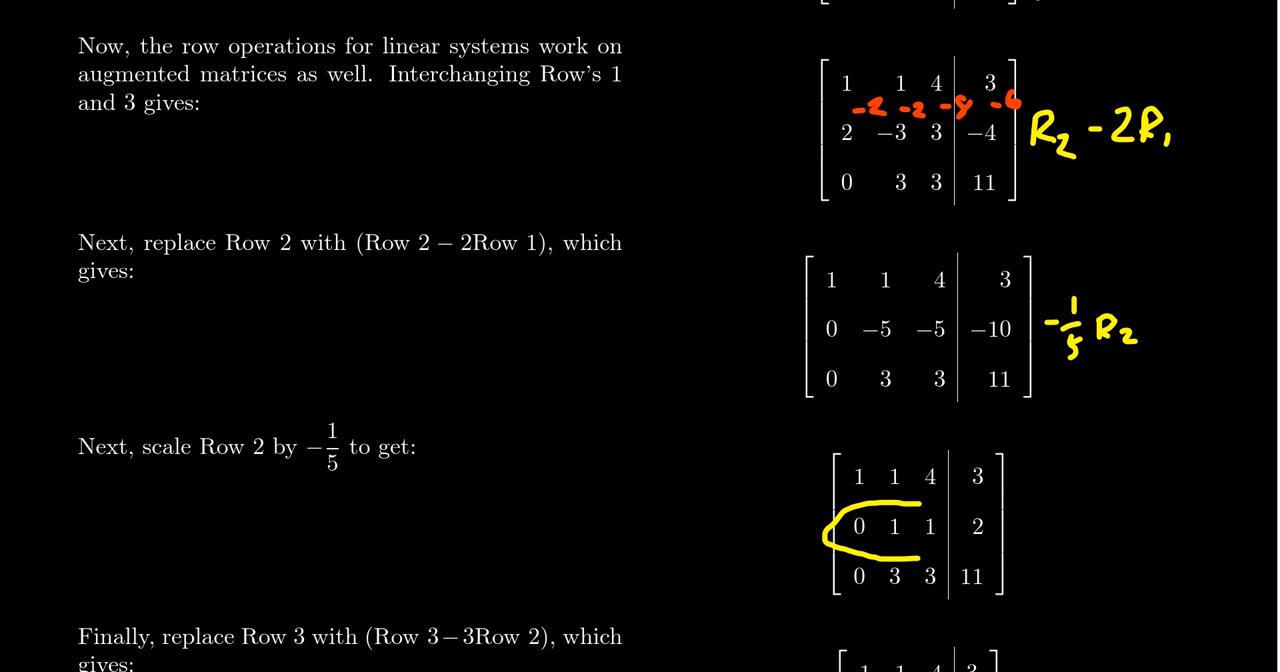 Now, the row operations for linear systems work on
augmented matrices as well. Interchanging Row's 1
and 3 gives:
1 1 4 3
-2 -2 -8 -6
2 −3 3 −4 R2 - 2R1
0 3 3 11
Next, replace Row 2 with (Row 2 − 2Row 1), which
gives:
1 1 4 3
0 −5 −5 −10 -1/5 R2
0 3 3 11
Next, scale Row 2 by −1/5 to get:
1 1 4 3
0 1 1 2
0 3 3 11
Finally, replace Row 3 with (Row 3−3Row 2), which
gives:
1 1 4 3